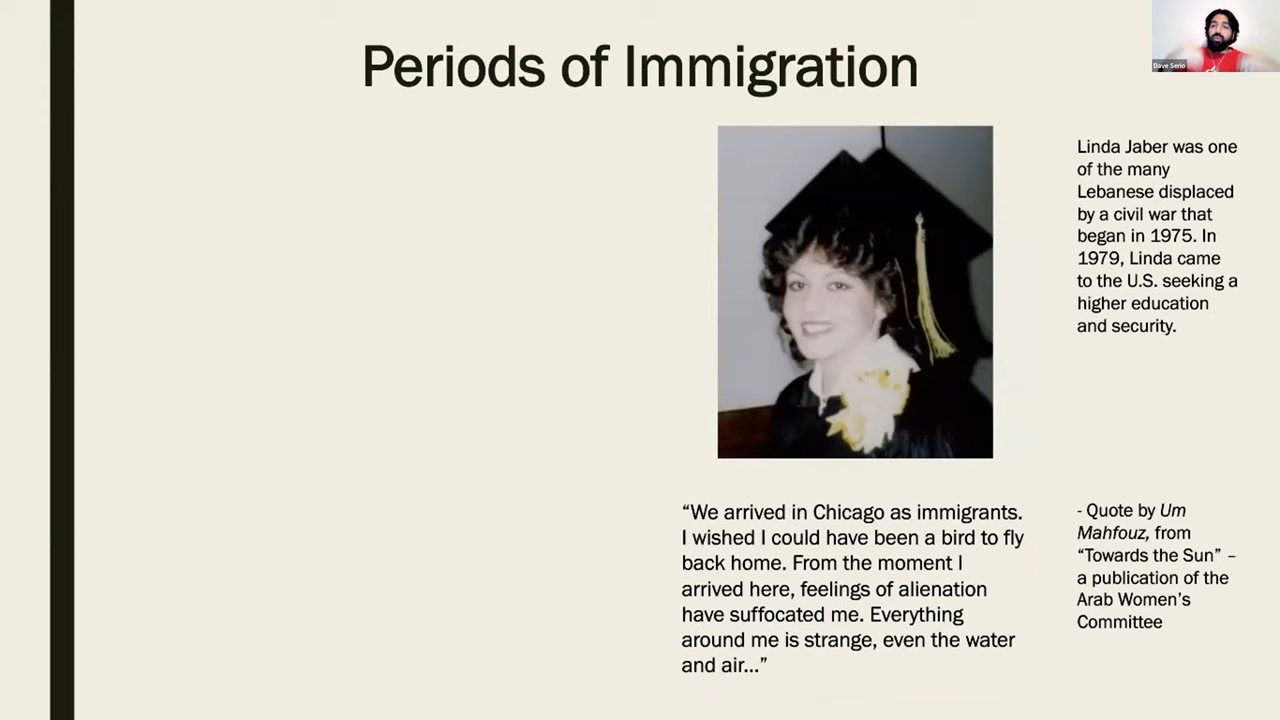 Periods of Immigration
Dave Serio
Linda Jaber was one
of the many
Lebanese displaced
by a civil war that
began in 1975. In
1979, Linda came
to the U.S. seeking a
higher education
and security.
“We arrived in Chicago as immigrants.
I wished I could have been a bird to fly
back home. From the moment I
arrived here, feelings of alienation
have suffocated me. Everything
around me is strange, even the water
and air...”
- Quote by Um
Mahfouz, from
“Towards the Sun” –
a publication of the
Arab Women’s
Committee